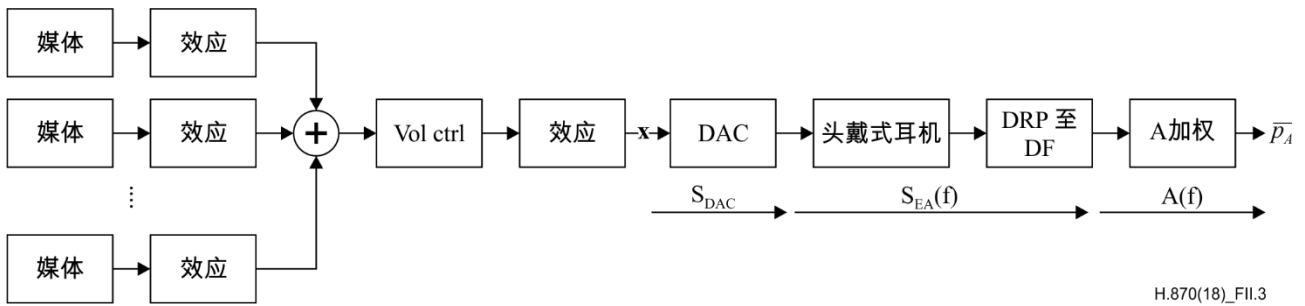 媒体
效应
媒体
效应
Vol ctrl
效应
x
DAC
头戴式耳机
DRP 至
DF
A加权
p_A
S_DAC
S_EA(f)
A(f)
媒体
效应
H.870(18)_FII.3